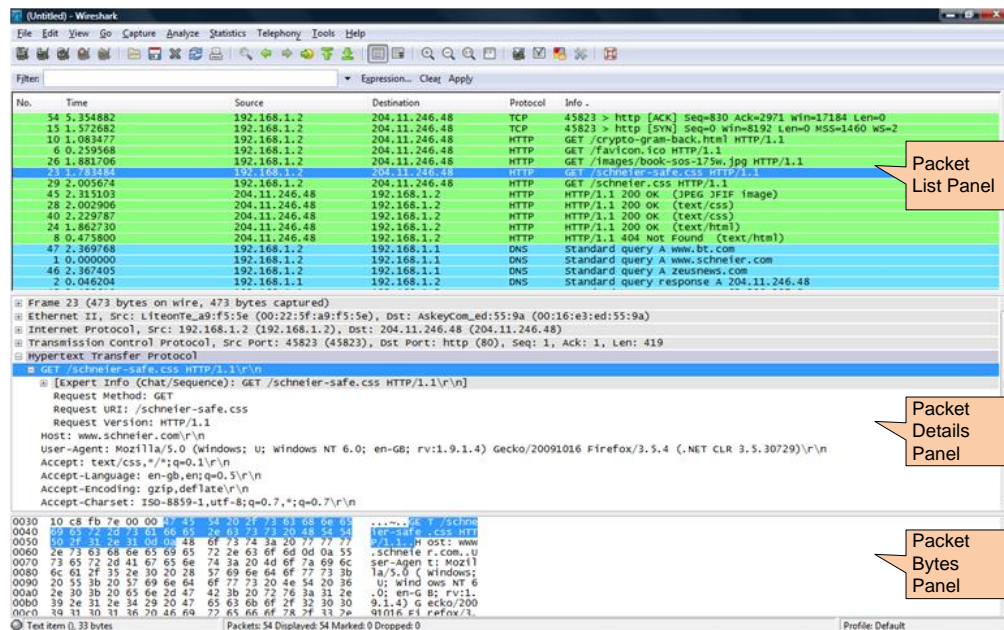 (Untitled) - Wireshark
File Edit View Go Capture Analyze Statistics Telephony Tools Help
Filter: Expression... Clear Apply
No. Time Source Destination Protocol Info .
54 5.354882 192.168.1.2 204.11.246.48 TCP 45823 > http [ACK] Seq=830 Ack=2971 Win=17184 Len=0
15 1.572682 192.168.1.2 204.11.246.48 TCP 45823 > http [SYN] Seq=0 Win=8192 Len=0 MSS=1460 WS=2
10 1.083477 192.168.1.2 204.11.246.48 HTTP GET /crypto-gram-back.html HTTP/1.1
6 0.259568 192.168.1.2 204.11.246.48 HTTP GET /favicon.ico HTTP/1.1
26 1.881706 192.168.1.2 204.11.246.48 HTTP GET /images/book-sos-175w.jpg HTTP/1.1
23 1.783484 192.168.1.2 204.11.246.48 HTTP GET /schneier-safe.css HTTP/1.1
29 2.005674 192.168.1.2 204.11.246.48 HTTP GET /schneier.css HTTP/1.1
45 2.315103 204.11.246.48 192.168.1.2 HTTP HTTP/1.1 200 OK (JPEG JFIF image)
28 2.002906 204.11.246.48 192.168.1.2 HTTP HTTP/1.1 200 OK (text/css)
40 2.229787 204.11.246.48 192.168.1.2 HTTP HTTP/1.1 200 OK (text/css)
24 1.862730 204.11.246.48 192.168.1.2 HTTP HTTP/1.1 200 OK (text/html)
8 0.475800 204.11.246.48 192.168.1.2 HTTP HTTP/1.1 404 Not Found (text/html)
47 2.369768 192.168.1.2 192.168.1.1 DNS Standard query A www.bt.com
1 0.000000 192.168.1.2 192.168.1.1 DNS Standard query A www.schneier.com
46 2.367405 192.168.1.2 192.168.1.1 DNS Standard query A zeusnews.com
2 0.046204 192.168.1.1 192.168.1.2 DNS Standard query response A 204.11.246.48
Packet
List Panel
Frame 23 (473 bytes on wire, 473 bytes captured)
Ethernet II, Src: LiteonTe_a9:f5:5e (00:22:5f:a9:f5:5e), Dst: AskeyCom_ed:55:9a (00:16:e3:ed:55:9a)
Internet Protocol, Src: 192.168.1.2 (192.168.1.2), Dst: 204.11.246.48 (204.11.246.48)
Transmission Control Protocol, Src Port: 45823 (45823), Dst Port: http (80), Seq: 1, Ack: 1, Len: 419
Hypertext Transfer Protocol
GET /schneier-safe.css HTTP/1.1\r\n
[Expert Info (Chat/Sequence): GET /schneier-safe.css HTTP/1.1\r\n]
Request Method: GET
Request URI: /schneier-safe.css
Request Version: HTTP/1.1
Host: www.schneier.com\r\n
User-Agent: Mozilla/5.0 (Windows; U; Windows NT 6.0; en-GB; rv:1.9.1.4) Gecko/20091016 Firefox/3.5.4 (.NET CLR 3.5.30729)\r\n
Accept: text/css,*/*;q=0.1\r\n
Accept-Language: en-gb,en;q=0.5\r\n
Accept-Encoding: gzip,deflate\r\n
Accept-Charset: ISO-8859-1,utf-8;q=0.7,*;q=0.7\r\n
Packet
Details
Panel
0030 10 c8 fb 7e 00 00 47 45 54 20 2f 73 63 68 6e 65 ...~..GE T /schne
0040 69 65 72 2d 73 61 66 65 2e 63 73 73 20 48 54 54 ier-safe .css HTT
0050 50 2f 31 2e 31 0d 0a 48 6f 73 74 3a 20 77 77 77 P/1.1..H ost: www
0060 2e 73 63 68 6e 65 69 65 72 2e 63 6f 6d 0d 0a 55 .schneie r.com..U
0070 73 65 72 2d 41 67 65 6e 74 3a 20 4d 6f 7a 69 6c ser-Agen t: Mozil
0080 6c 61 2f 35 2e 30 20 28 57 69 6e 64 6f 77 73 3b la/5.0 ( Windows;
0090 20 55 3b 20 57 69 6e 64 6f 77 73 20 4e 54 20 36 U; Wind ows NT 6
00a0 2e 30 3b 20 65 6e 2d 47 42 3b 20 72 76 3a 31 2e .0; en-G B; rv:1.
00b0 39 2e 31 2e 34 29 20 47 65 63 6b 6f 2f 32 30 30 9.1.4) G ecko/200
00c0 39 31 30 31 36 20 46 69 72 65 66 6f 78 2f 33 2e 91016 Fi refox/3.
Packet
Bytes
Panel
Text item (), 33 bytes Packets: 54 Displayed: 54 Marked: 0 Dropped: 0 Profile: Default